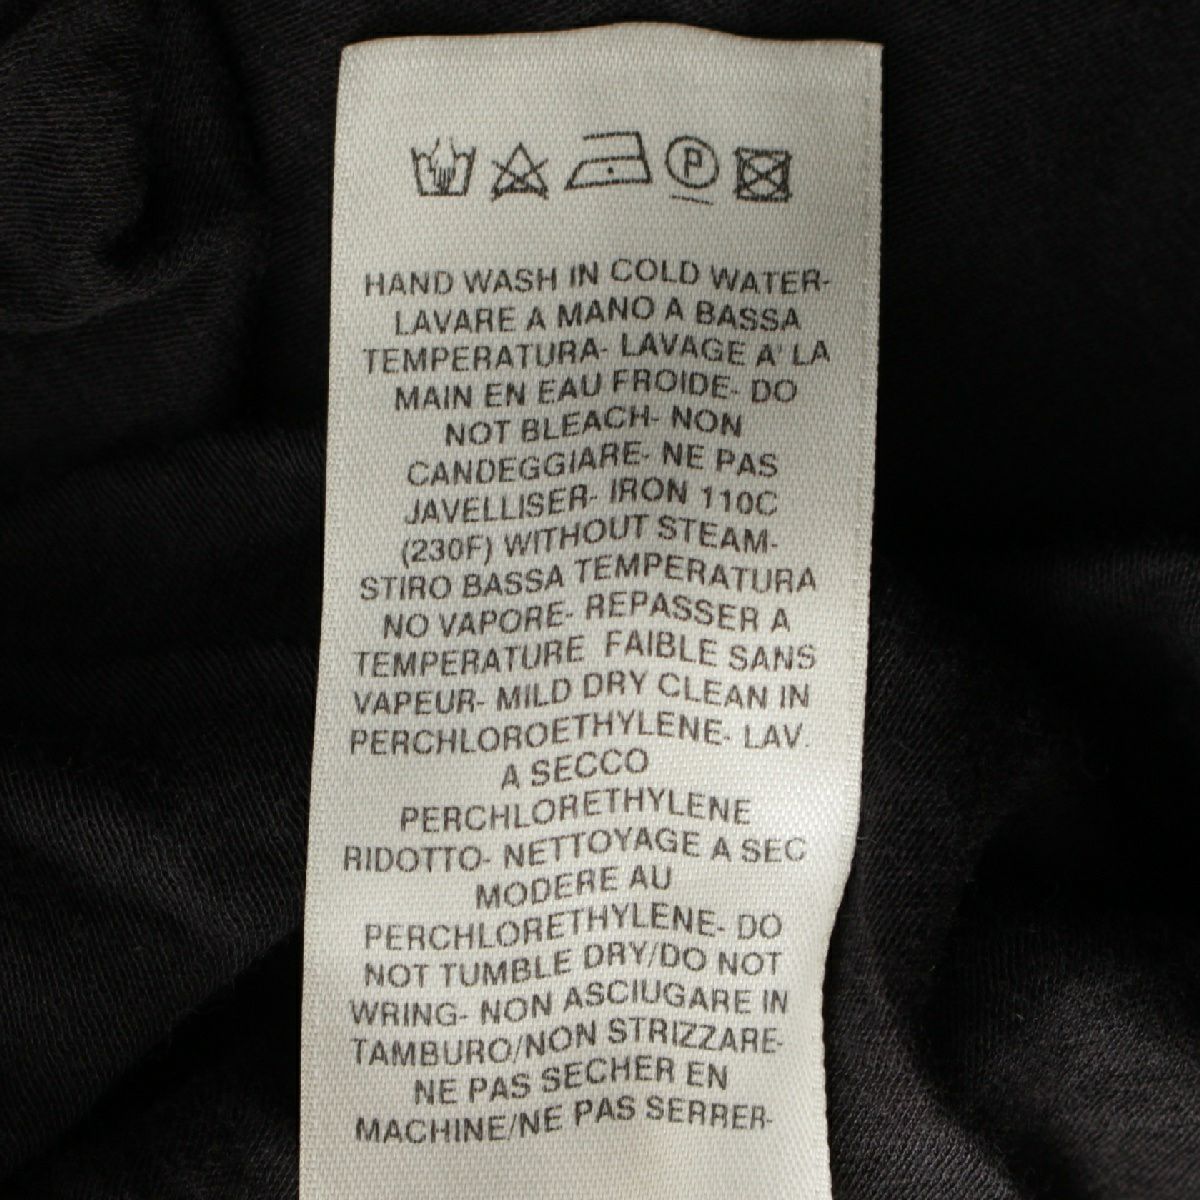 P
HAND WASH IN COLD WATER-
LAVARE A MANO A BASSA
TEMPERATURA- LAVAGE A' LA
MAIN EN EAU FROIDE- DO
NOT BLEACH- NON
CANDEGGIARE- NE PAS
JAVELLISER- IRON 110C
(230F) WITHOUT STEAM-
STIRO BASSA TEMPERATURA
NO VAPORE- REPASSER A
TEMPERATURE FAIBLE SANS
VAPEUR- MILD DRY CLEAN IN
PERCHLOROETHYLENE- LAV.
A SECCO
PERCHLORETHYLENE
RIDOTTO- NETTOYAGE A SEC
MODERE AU
PERCHLORETHYLENE- DO
NOT TUMBLE DRY/DO NOT
WRING- NON ASCIUGARE IN
TAMBURO/NON STRIZZARE-
NE PAS SECHER EN
MACHINE/NE PAS SERRER-